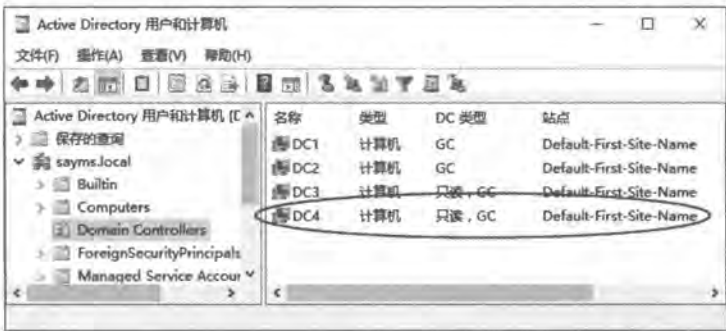 Active Directory 用户和计算机
文件(F) 操作(A) 查看(V) 帮助(H)
Active Directory 用户和计算机 [D
保存的查询
sayms.local
Builtin
Computers
Domain Controllers
ForeignSecurityPrincipals
Managed Service Accour
名称 类型 DC 类型 站点
DC1 计算机 GC Default-First-Site-Name
DC2 计算机 GC Default-First-Site-Name
DC3 计算机 只读，GC Default-First-Site-Name
DC4 计算机 只读，GC Default-First-Site-Name